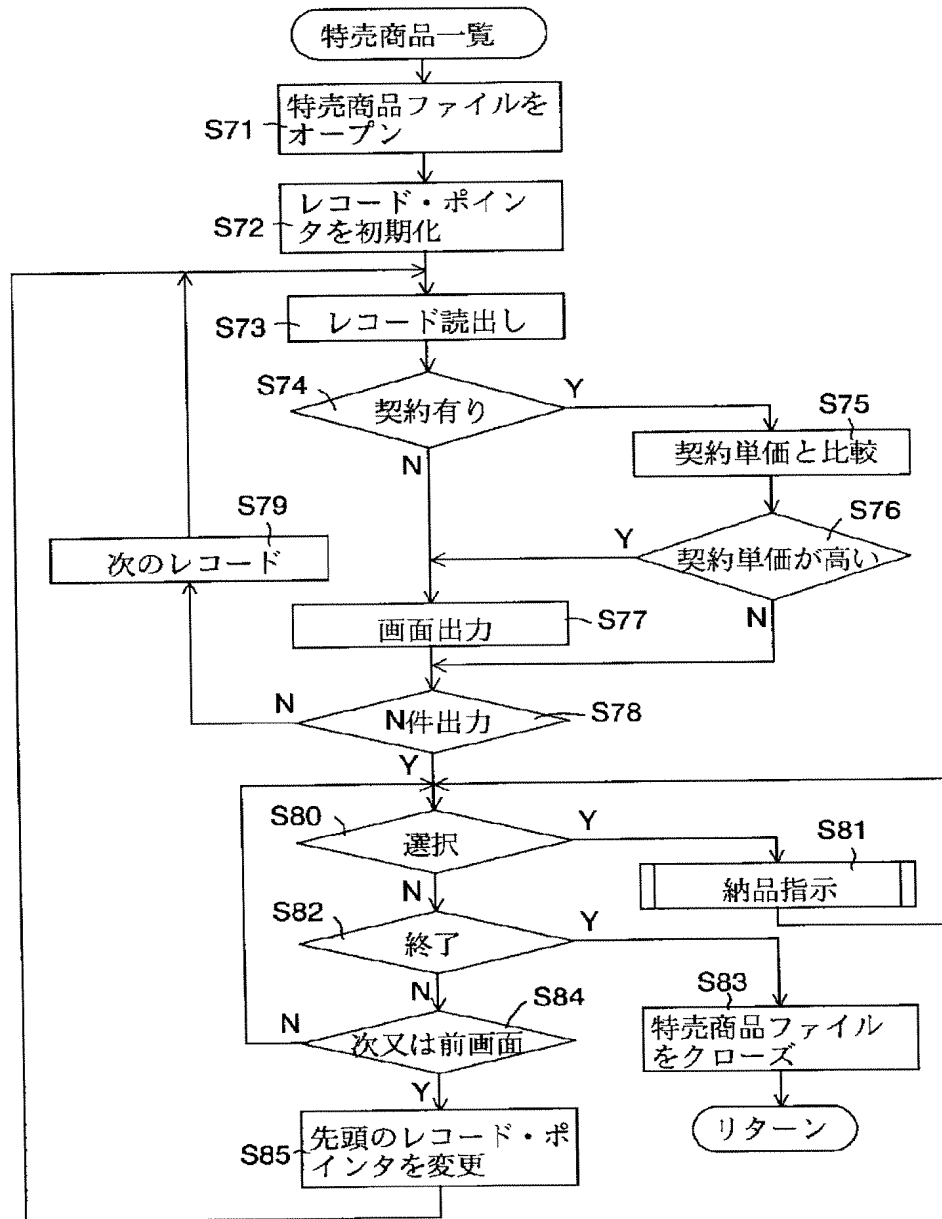 特売商品一覧
特売商品ファイルを
オープン
S71
レコード・ポイン
タを初期化
S72
レコード読出し
S73
S74
契約有り
Y
N
S75
契約単価と比較
S76
契約単価が高い
Y
N
S79
次のレコード
画面出力
S77
N
N件出力
S78
Y
S80
選択
Y
N
S81
納品指示
S82
終了
Y
N
S83
特売商品ファイル
をクローズ
S84
次又は前画面
N
Y
リターン
先頭のレコード・ポ
インタを変更
S85